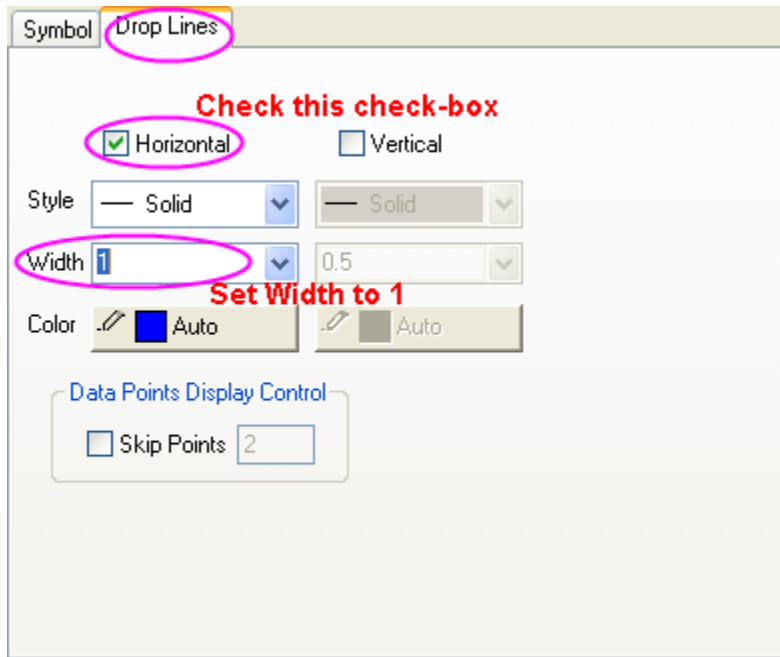 Symbol Drop Lines
Check this check-box
Horizontal Vertical
Style Solid Solid
Width 1 0.5
Set Width to 1
Color Auto Auto
Data Points Display Control
Skip Points 2